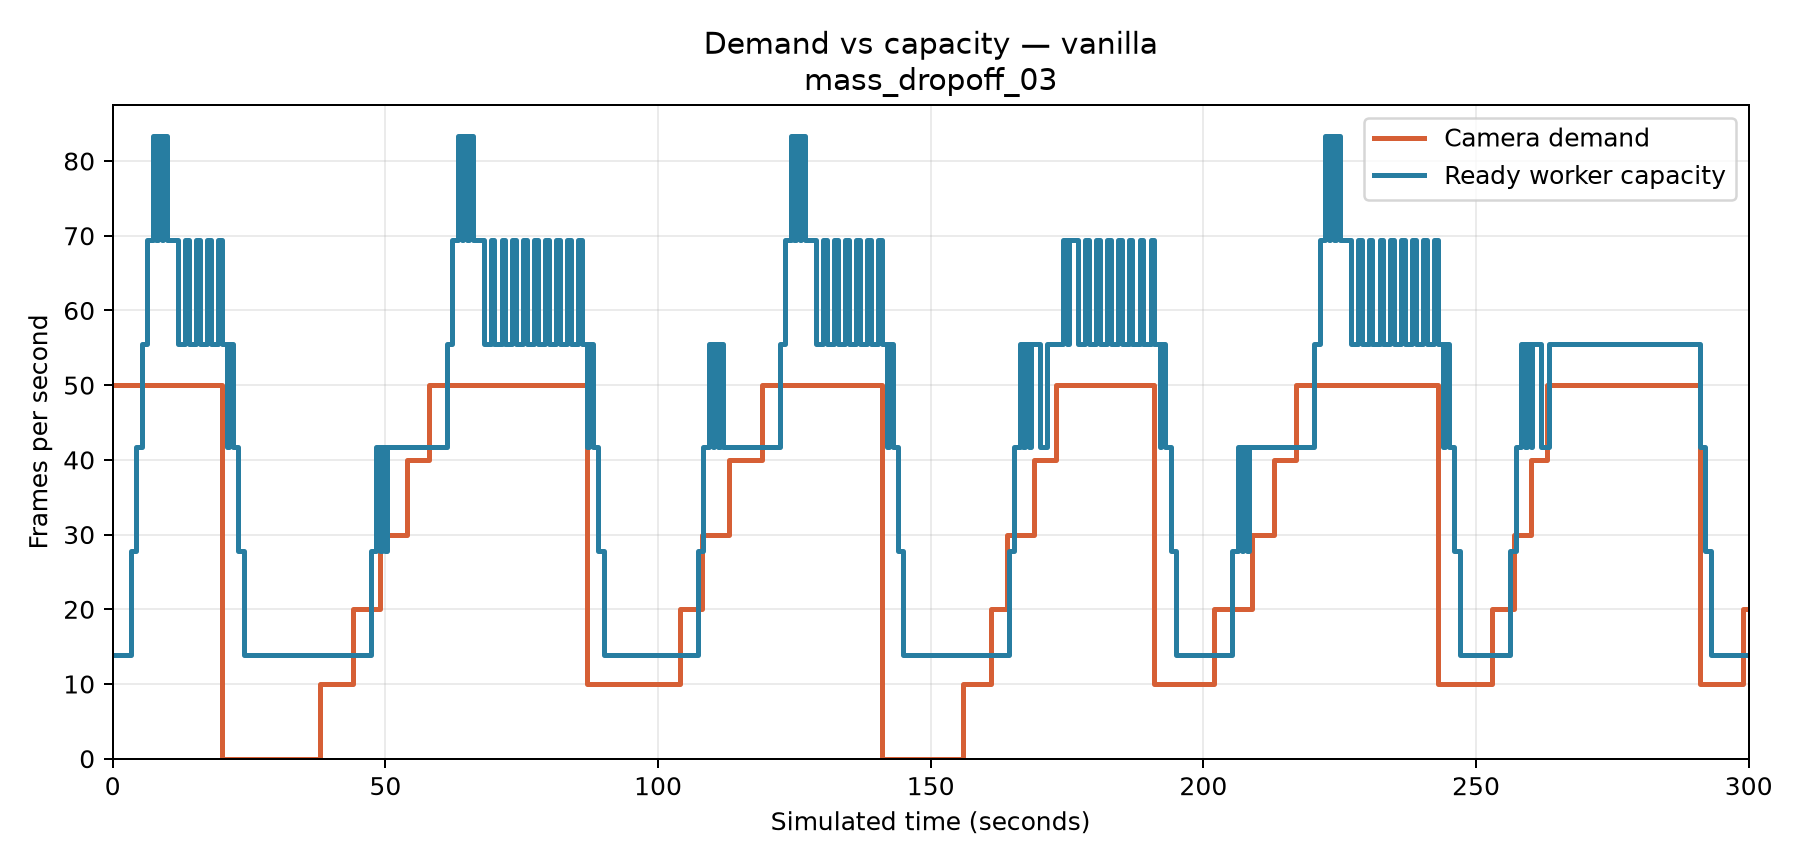 Demand vs capacity — vanilla
mass_dropoff_03
Camera demand
Ready worker capacity
Frames per second
80
70
60
50
40
30
20
10
0
0 50 100 150 200 250 300
Simulated time (seconds)